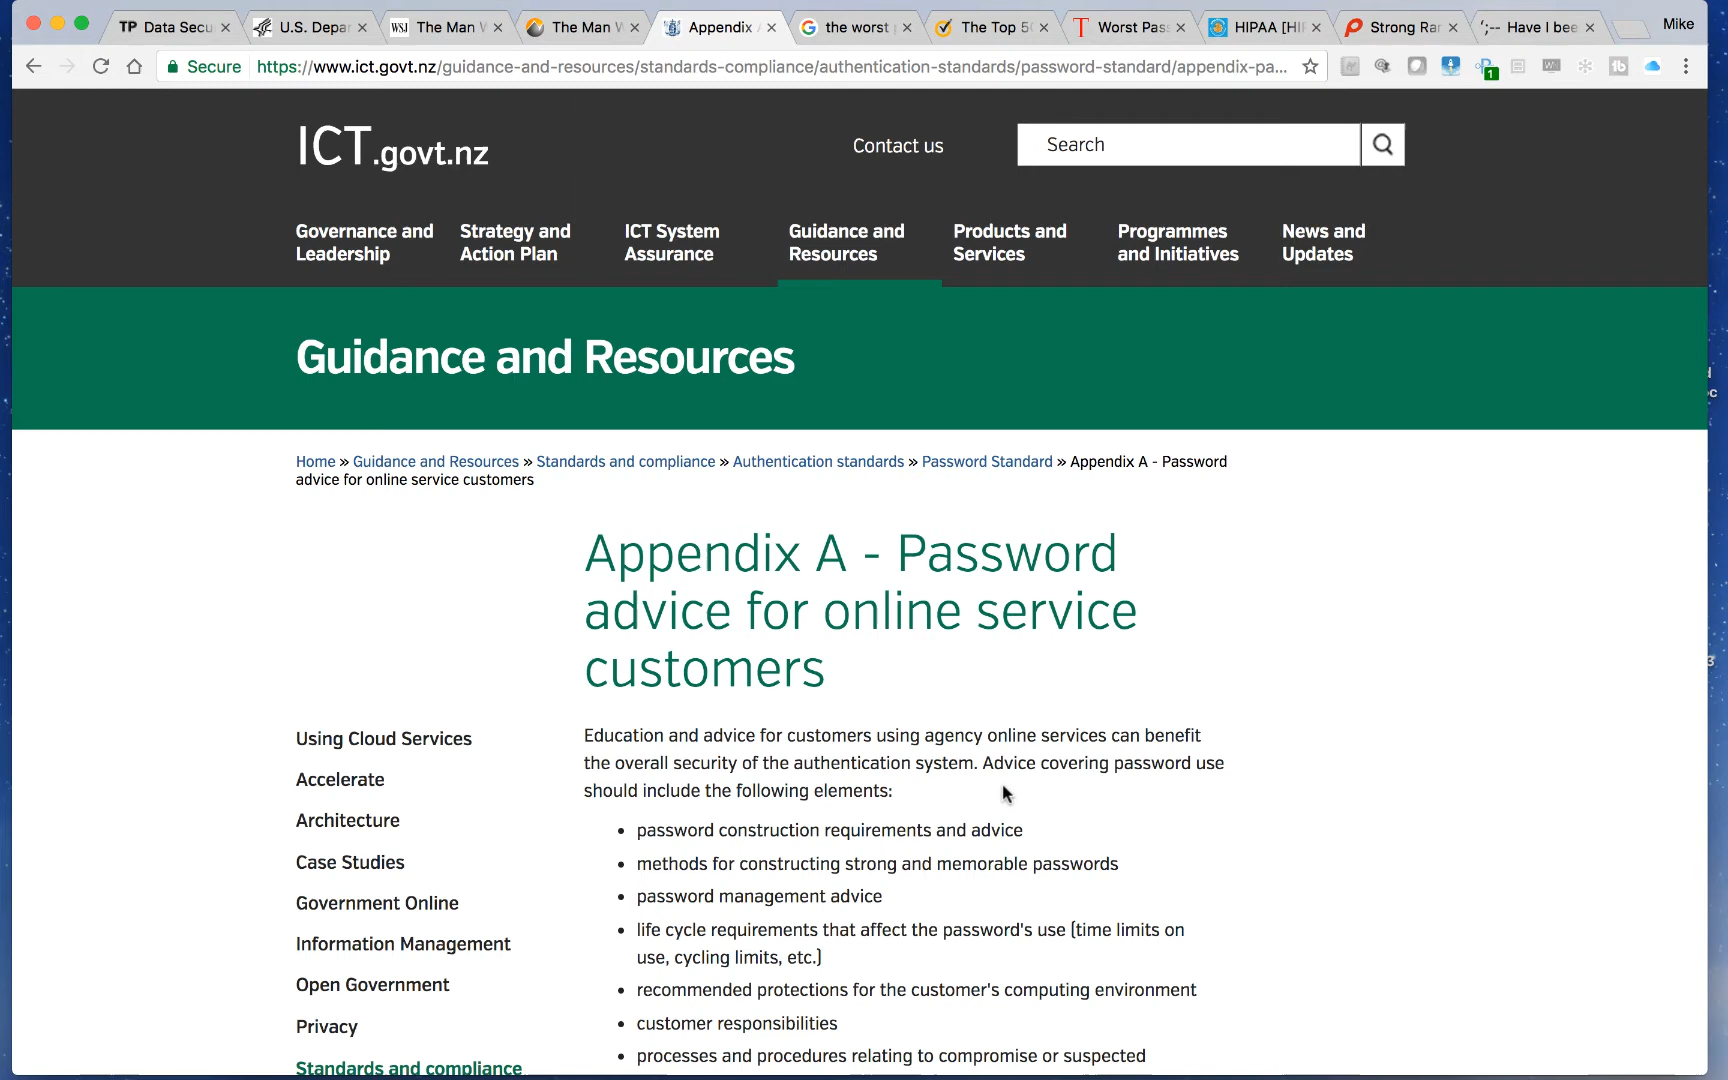 TP Data Secu
U.S. Depar
WSJ The Man V
The Man V
Appendix A
the worst
The Top 50
T Worst Pass
HIPAA [HI
Strong Ran
';-- Have I bee
Mike
Secure https://www.ict.govt.nz/guidance-and-resources/standards-compliance/authentication-standards/password-standard/appendix-pa...
1
ICT.govt.nz
Contact us
Search
Governance and
Leadership
Strategy and
Action Plan
ICT System
Assurance
Guidance and
Resources
Products and
Services
Programmes
and Initiatives
News and
Updates
Guidance and Resources
Home » Guidance and Resources » Standards and compliance » Authentication standards » Password Standard » Appendix A - Password
advice for online service customers
Appendix A - Password
advice for online service
customers
Using Cloud Services
Accelerate
Architecture
Case Studies
Government Online
Information Management
Open Government
Privacy
Standards and compliance
Education and advice for customers using agency online services can benefit
the overall security of the authentication system. Advice covering password use
should include the following elements:
• password construction requirements and advice
• methods for constructing strong and memorable passwords
• password management advice
• life cycle requirements that affect the password's use (time limits on
use, cycling limits, etc.)
• recommended protections for the customer's computing environment
• customer responsibilities
• processes and procedures relating to compromise or suspected